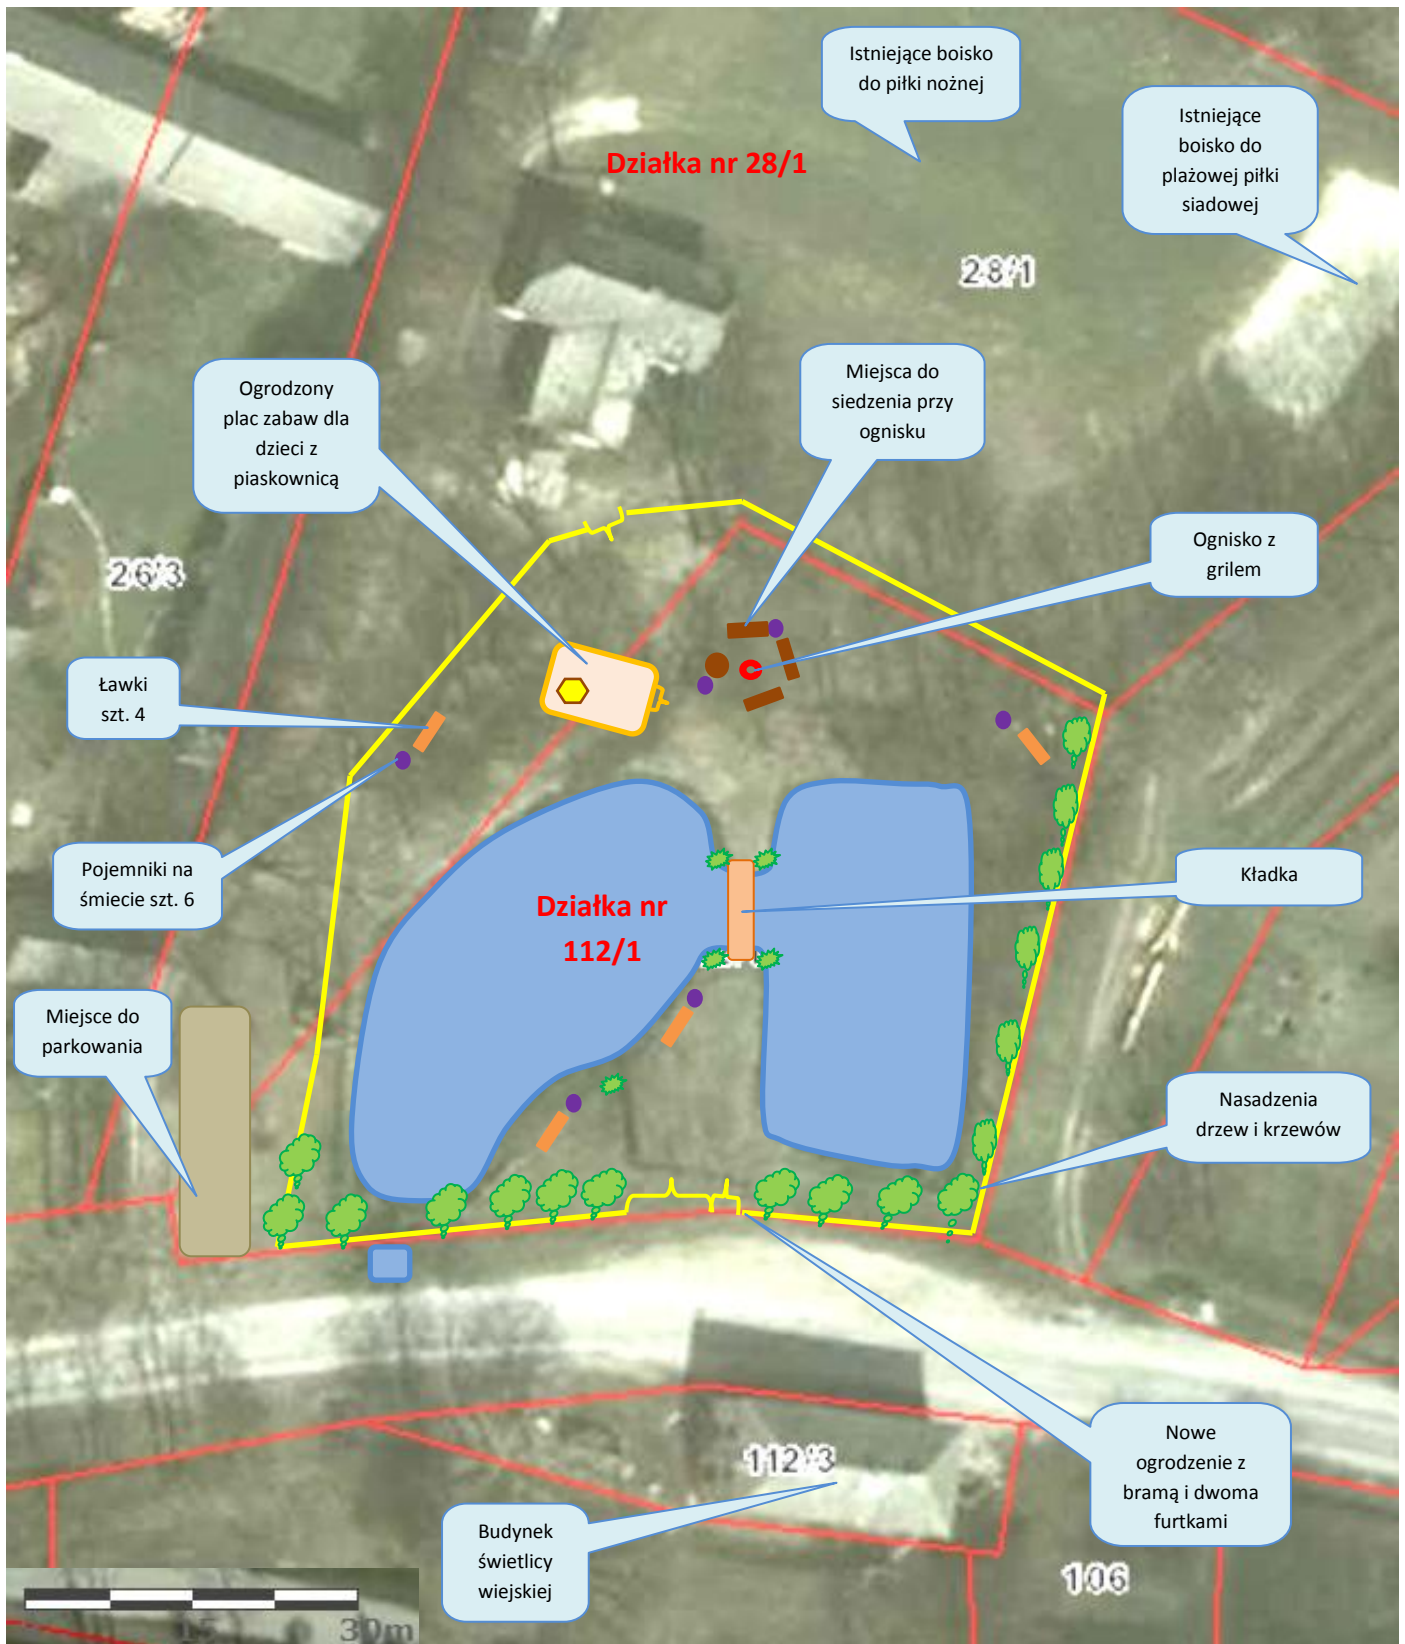 Istniejące boisko
do piłki nożnej
Istniejące
boisko do
plażowej piłki
siadowej
Działka nr 28/1
28/1
Ogrodzony
plac zabaw dla
dzieci z
piaskownicą
Miejsca do
siedzenia przy
ognisku
Ognisko z
grilem
26/3
Ławki
szt. 4
Pojemniki na
śmiecie szt. 6
Kładka
Działka nr
112/1
Miejsce do
parkowania
Nasadzenia
drzew i krzewów
Nowe
ogrodzenie z
bramą i dwoma
furtkami
112/3
Budynek
świetlicy
wiejskiej
106
15
30m